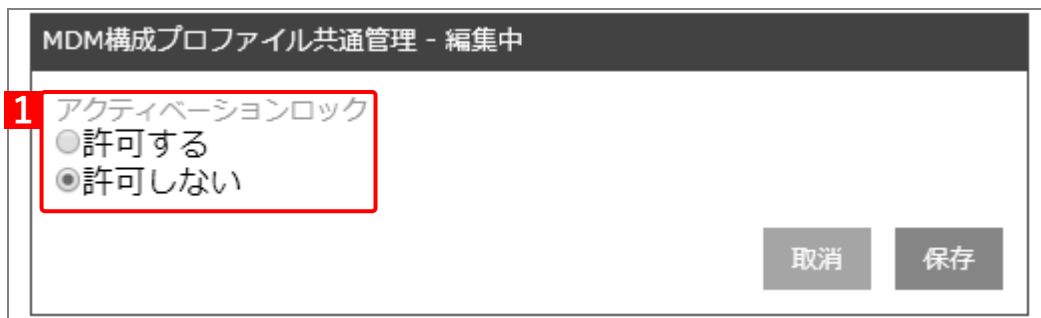 MDM構成プロファイル共通管理 - 編集中
1
アクティベーションロック
許可する
許可しない
取消 保存